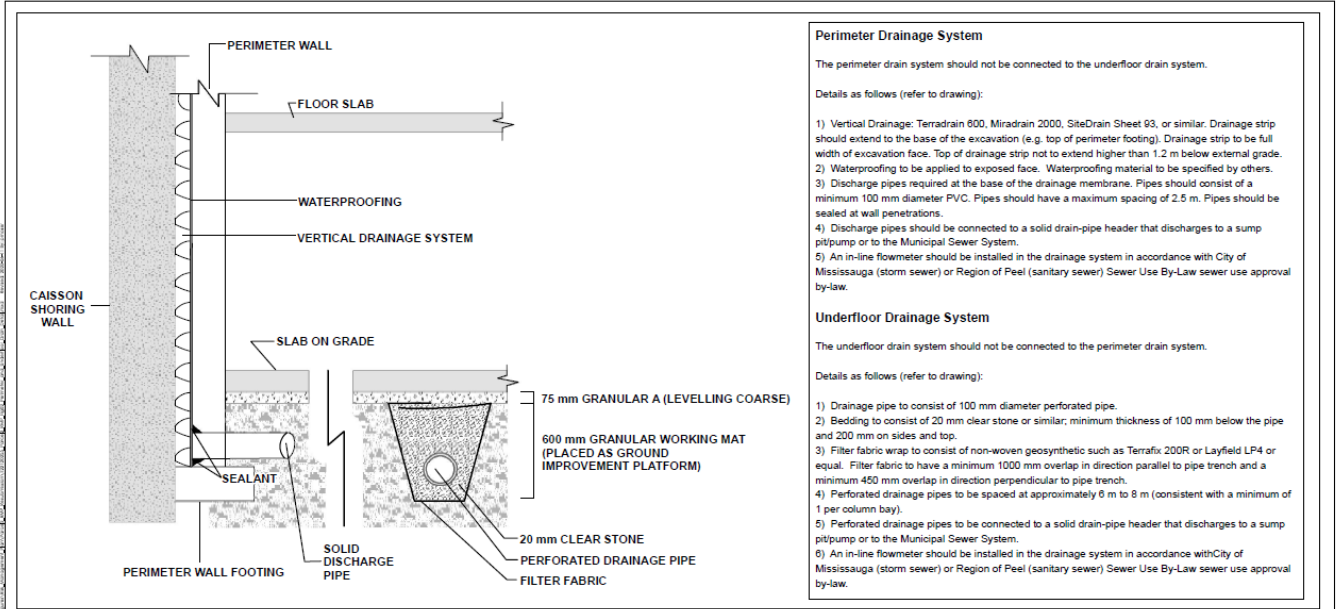 PERIMETER WALL
FLOOR SLAB
WATERPROOFING
VERTICAL DRAINAGE SYSTEM
CAISSON
SHORING
WALL
SLAB ON GRADE
75 mm GRANULAR A (LEVELLING COARSE)
600 mm GRANULAR WORKING MAT
(PLACED AS GROUND
IMPROVEMENT PLATFORM)
SEALANT
20 mm CLEAR STONE
SOLID
DISCHARGE
PIPE
PERFORATED DRAINAGE PIPE
PERIMETER WALL FOOTING
FILTER FABRIC
Perimeter Drainage System
The perimeter drain system should not be connected to the underfloor drain system.
Details as follows (refer to drawing):
1) Vertical Drainage: Terradrain 600, Miradrain 2000, SiteDrain Sheet 93, or similar. Drainage strip
should extend to the base of the excavation (e.g. top of perimeter footing). Drainage strip to be full
width of excavation face. Top of drainage strip not to extend higher than 1.2 m below external grade.
2) Waterproofing to be applied to exposed face. Waterproofing material to be specified by others.
3) Discharge pipes required at the base of the drainage membrane. Pipes should consist of a
minimum 100 mm diameter PVC. Pipes should have a maximum spacing of 2.5 m. Pipes should be
sealed at wall penetrations.
4) Discharge pipes should be connected to a solid drain-pipe header that discharges to a sump
pit/pump or to the Municipal Sewer System.
5) An in-line flowmeter should be installed in the drainage system in accordance with City of
Mississauga (storm sewer) or Region of Peel (sanitary sewer) Sewer Use By-Law sewer use approval
by-law.
Underfloor Drainage System
The underfloor drain system should not be connected to the perimeter drain system.
Details as follows (refer to drawing):
1) Drainage pipe to consist of 100 mm diameter perforated pipe.
2) Bedding to consist of 20 mm clear stone or similar; minimum thickness of 100 mm below the pipe
and 200 mm on sides and top.
3) Filter fabric wrap to consist of non-woven geosynthetic such as Terrafix 200R or Layfield LP4 or
equal. Filter fabric to have a minimum 1000 mm overlap in direction parallel to pipe trench and a
minimum 450 mm overlap in direction perpendicular to pipe trench.
4) Perforated drainage pipes to be spaced at approximately 6 m to 8 m (consistent with a minimum of
1 per column bay).
5) Perforated drainage pipes to be connected to a solid drain-pipe header that discharges to a sump
pit/pump or to the Municipal Sewer System.
6) An in-line flowmeter should be installed in the drainage system in accordance withCity of
Mississauga (storm sewer) or Region of Peel (sanitary sewer) Sewer Use By-Law sewer use approval
by-law.